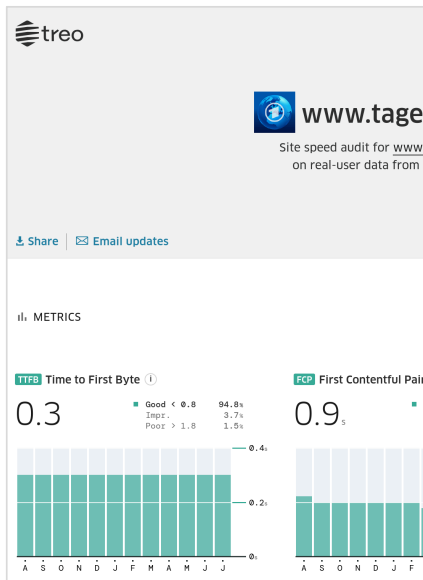 treo
www.tage
Site speed audit for www
on real-user data from
Share
Email updates
METRICS
TTFB Time to First Byte i
0.3
Good < 0.8 94.8%
Impr. 3.7%
Poor > 1.8 1.5%
0.4s
0.2s
0s
A S O N D J F M A M J J
FCP First Contentful Pai
0.9s
A S O N D J F